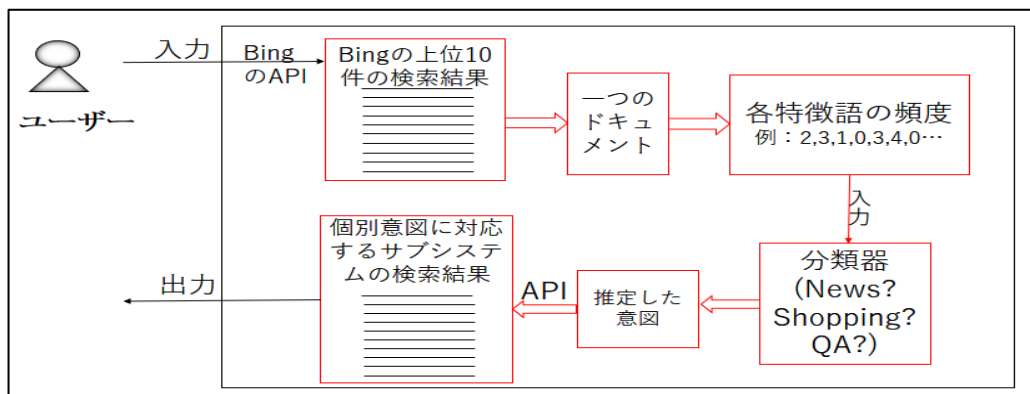 入力
ユーザー
Bing
のAPI
Bingの上位10
件の検索結果
一つの
ドキュ
メント
各特徴語の頻度
例：2,3,1,0,3,4,0…
入
力
分類器
(News?
Shopping?
QA?)
推定した
意図
API
個別意図に対応
するサブシステ
ムの検索結果
出力